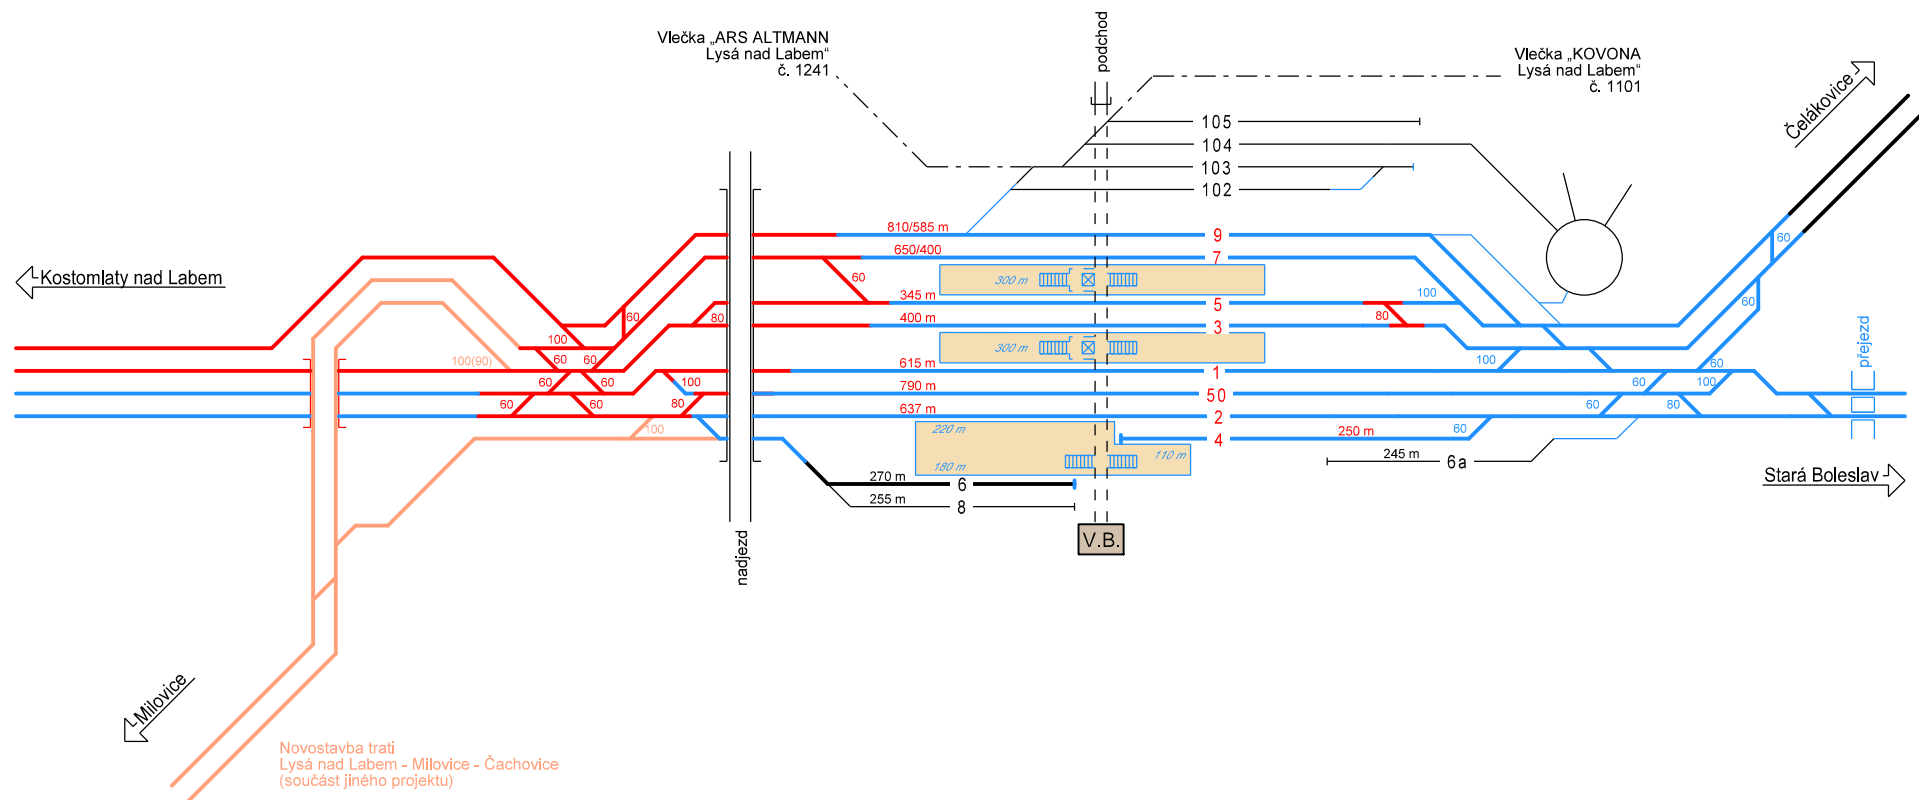 podchod
Vlečka „ARS ALTMANN
Lysá nad Labem“
č. 1241
Vlečka „KOVONA
Lysá nad Labem“
č. 1101
Čelákovice
105
104
103
102
810/585 m
9
60
650/400
7
Kostomlaty nad Labem
300 m
60
345 m
5
100
60
60
400 m
3
80
80
100
300 m
přejezd
100(90)
60
60
100
60
615 m
1
60
60
100
790 m
50
60
100
60
60
80
637 m
2
60
80
100
220 m
4
250 m
60
110 m
180 m
245 m
6a
270 m
6
Stará Boleslav
255 m
8
V.B.
nadjezd
Milovice
Novostavba trati
Lysá nad Labem - Milovice - Čachovice
(součást jiného projektu)